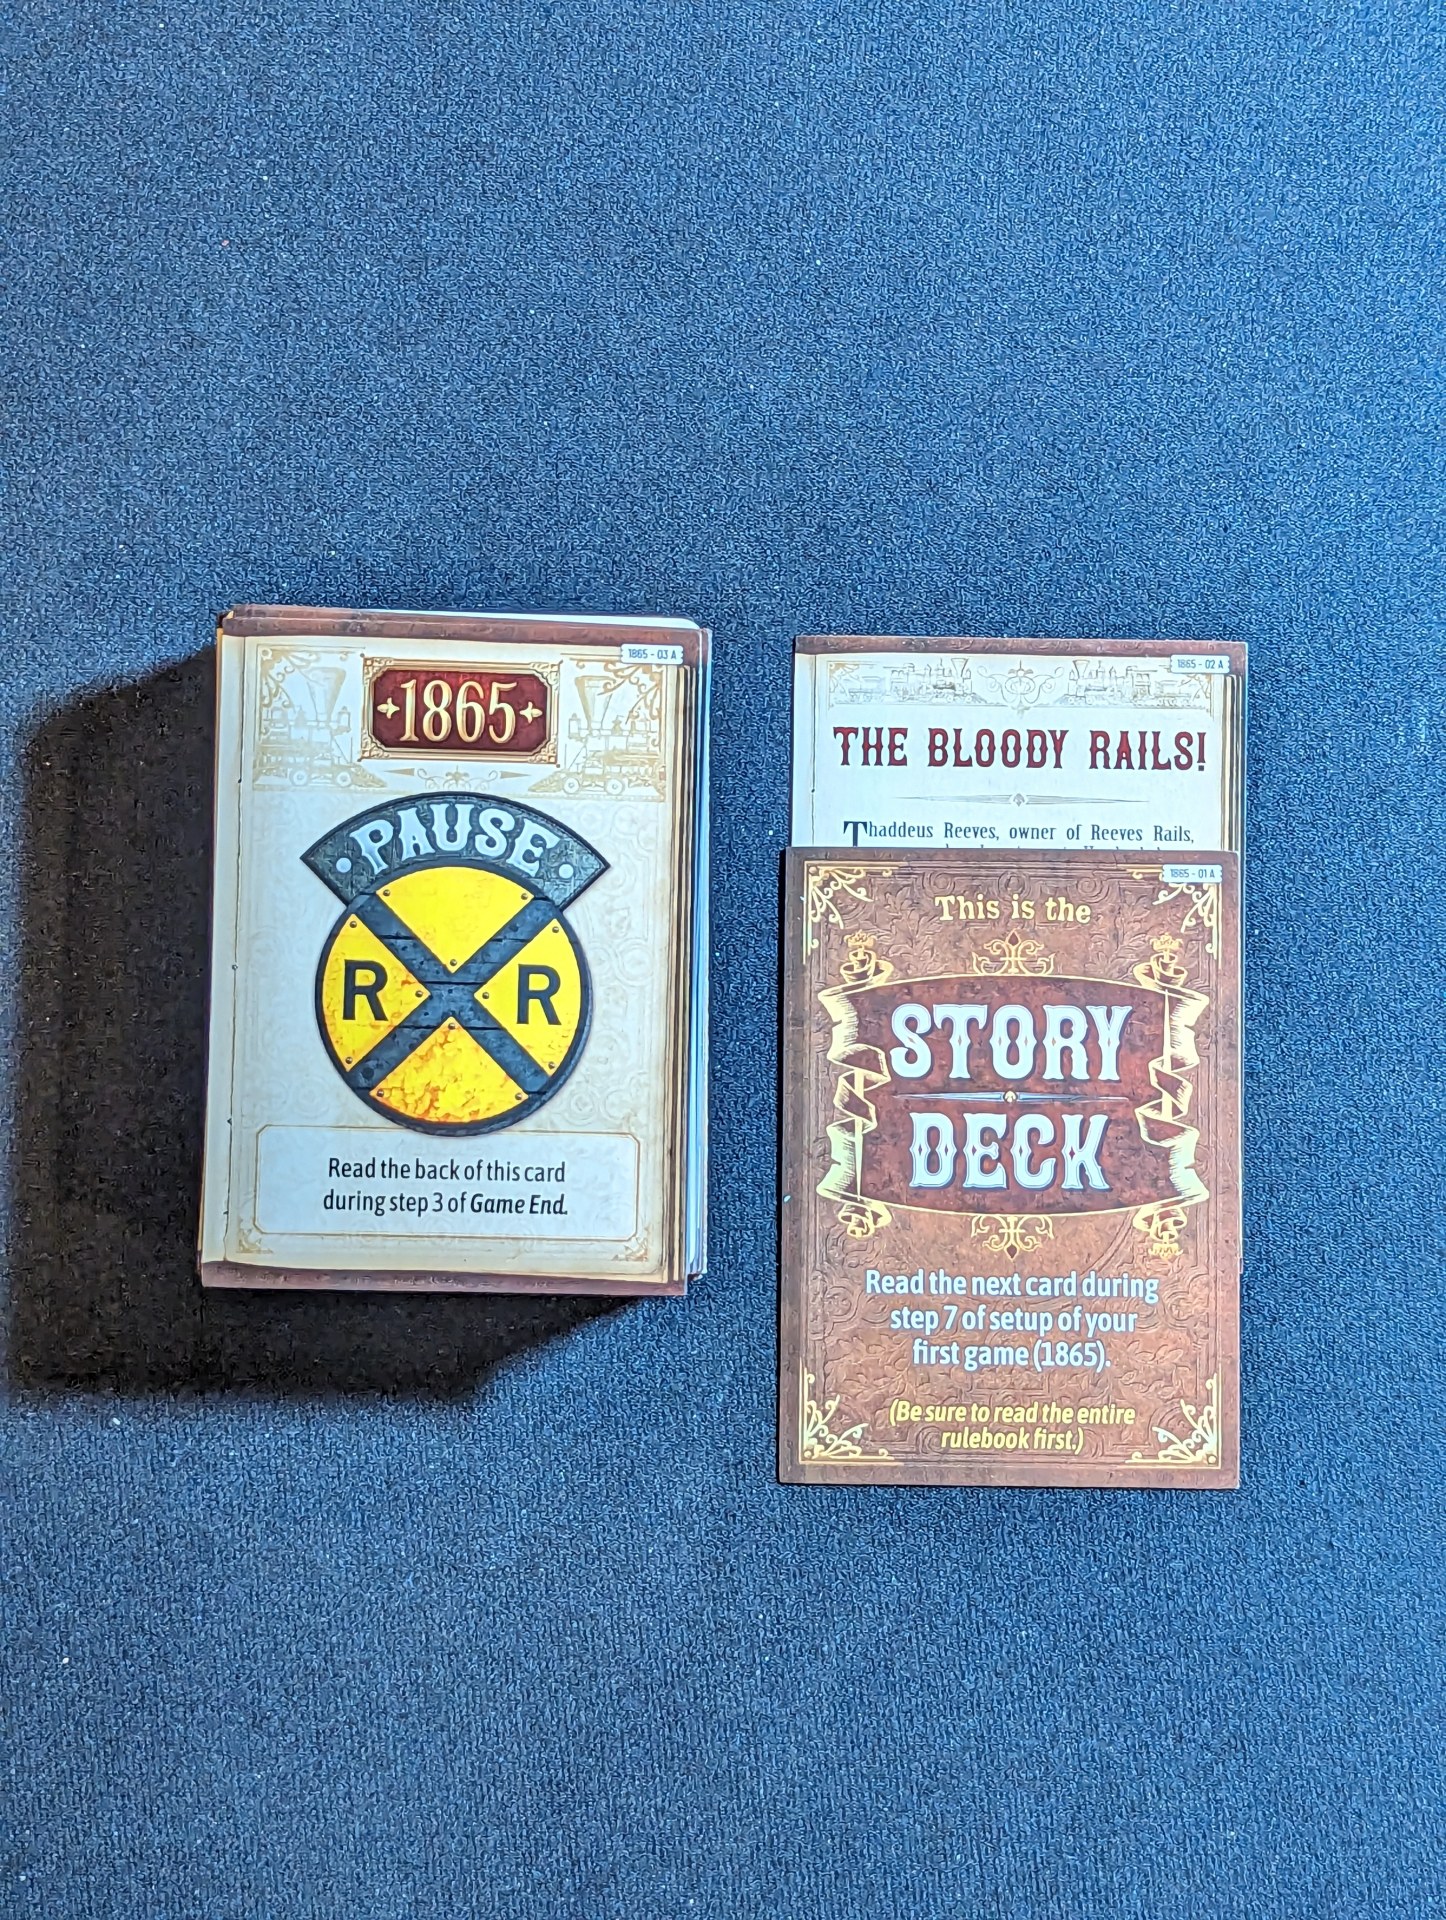 1865 - 03 A
1865
PAUSE
R R
Read the back of this card
during step 3 of Game End.
1865 - 02 A
THE BLOODY RAILS!
Thaddeus Reeves, owner of Reeves Rails,
1865 - 01 A
This is the
STORY
DECK
Read the next card during
step 7 of setup of your
first game (1865).
(Be sure to read the entire
rulebook first.)